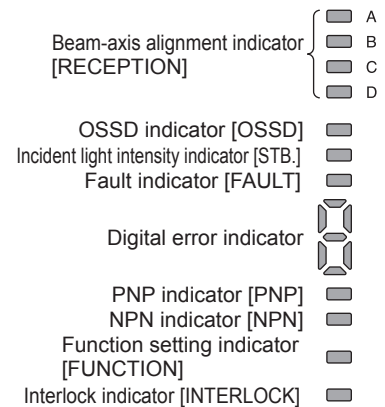 A
Beam-axis alignment indicator B
[RECEPTION] C
D
OSSD indicator [OSSD]
Incident light intensity indicator [STB.]
Fault indicator [FAULT]
Digital error indicator
PNP indicator [PNP]
NPN indicator [NPN]
Function setting indicator
[FUNCTION]
Interlock indicator [INTERLOCK]